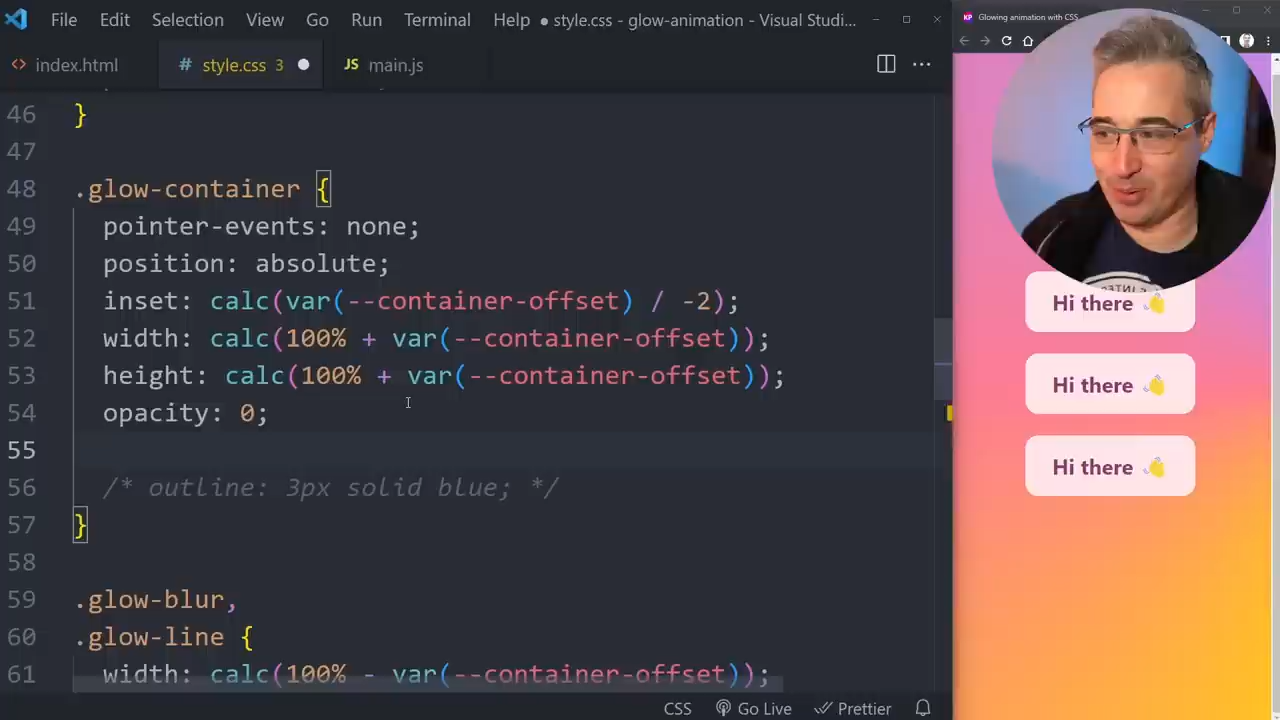 File Edit Selection View Go Run Terminal Help ● style.css - glow-animation - Visual Studi...
<> index.html # style.css 3 ● JS main.js ...
46 }
47
48 .glow-container {
49 pointer-events: none;
50 position: absolute;
51 inset: calc(var(--container-offset) / -2);
52 width: calc(100% + var(--container-offset));
53 height: calc(100% + var(--container-offset));
54 opacity: 0;
55
56 /* outline: 3px solid blue; */
57 }
58
59 .glow-blur,
60 .glow-line {
61 width: calc(100% - var(--container-offset));
CSS Go Live Prettier
KP Glowing animation with CSS
Hi there 👋
Hi there 👋
Hi there 👋